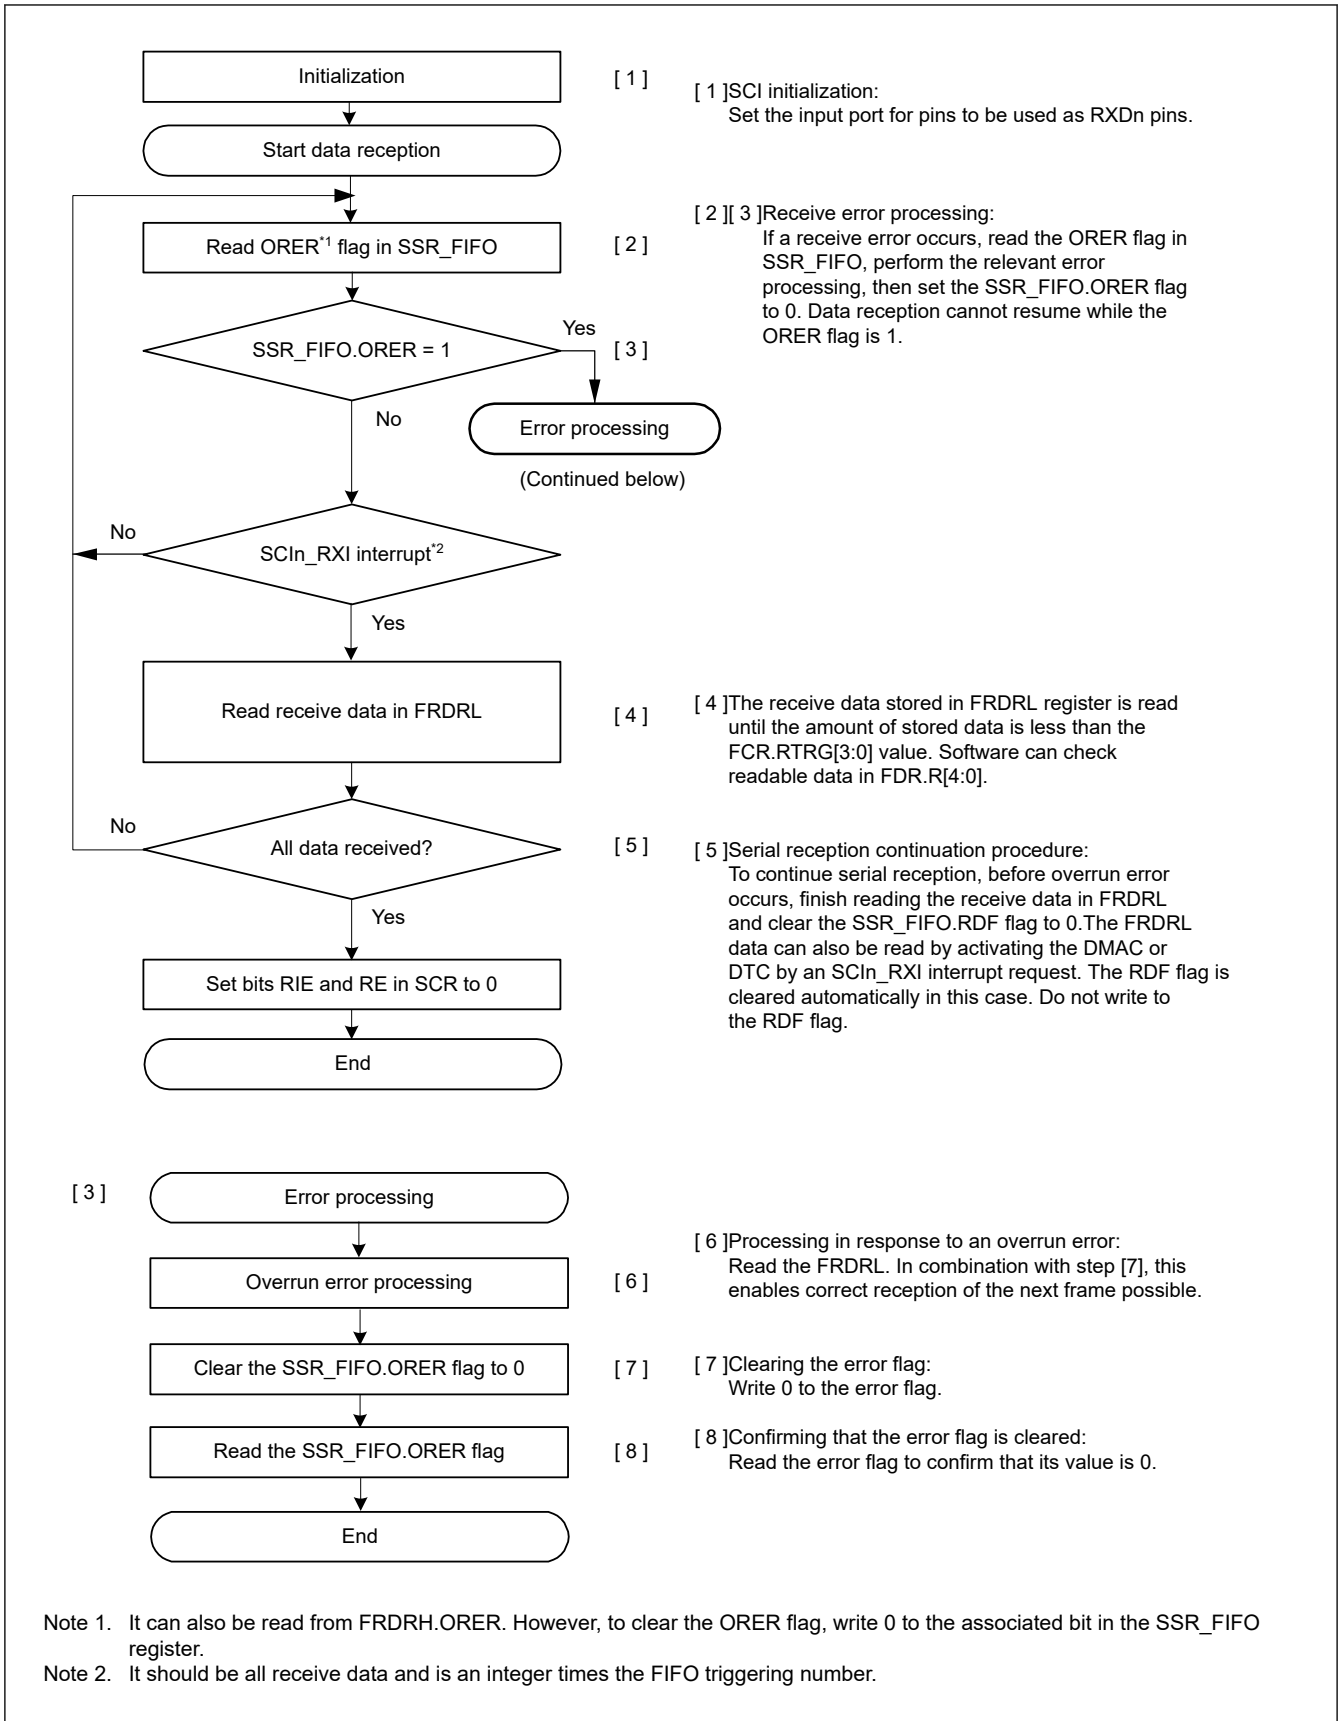 Initialization
[ 1 ]
[ 1 ]SCI initialization:
Set the input port for pins to be used as RXDn pins.
Start data reception
Read ORER*1 flag in SSR_FIFO
[ 2 ]
[ 2 ][ 3 ]Receive error processing:
If a receive error occurs, read the ORER flag in
SSR_FIFO, perform the relevant error
processing, then set the SSR_FIFO.ORER flag
to 0. Data reception cannot resume while the
ORER flag is 1.
SSR_FIFO.ORER = 1
Yes
[ 3 ]
No
Error processing
(Continued below)
No
SCIn_RXI interrupt*2
Yes
Read receive data in FRDRL
[ 4 ]
[ 4 ]The receive data stored in FRDRL register is read
until the amount of stored data is less than the
FCR.RTRG[3:0] value. Software can check
readable data in FDR.R[4:0].
No
All data received?
[ 5 ]
[ 5 ]Serial reception continuation procedure:
To continue serial reception, before overrun error
occurs, finish reading the receive data in FRDRL
and clear the SSR_FIFO.RDF flag to 0.The FRDRL
data can also be read by activating the DMAC or
DTC by an SCIn_RXI interrupt request. The RDF flag is
cleared automatically in this case. Do not write to
the RDF flag.
Yes
Set bits RIE and RE in SCR to 0
End
[ 3 ]
Error processing
Overrun error processing
[ 6 ]
[ 6 ]Processing in response to an overrun error:
Read the FRDRL. In combination with step [7], this
enables correct reception of the next frame possible.
Clear the SSR_FIFO.ORER flag to 0
[ 7 ]
[ 7 ]Clearing the error flag:
Write 0 to the error flag.
Read the SSR_FIFO.ORER flag
[ 8 ]
[ 8 ]Confirming that the error flag is cleared:
Read the error flag to confirm that its value is 0.
End
Note 1. It can also be read from FRDRH.ORER. However, to clear the ORER flag, write 0 to the associated bit in the SSR_FIFO
register.
Note 2. It should be all receive data and is an integer times the FIFO triggering number.